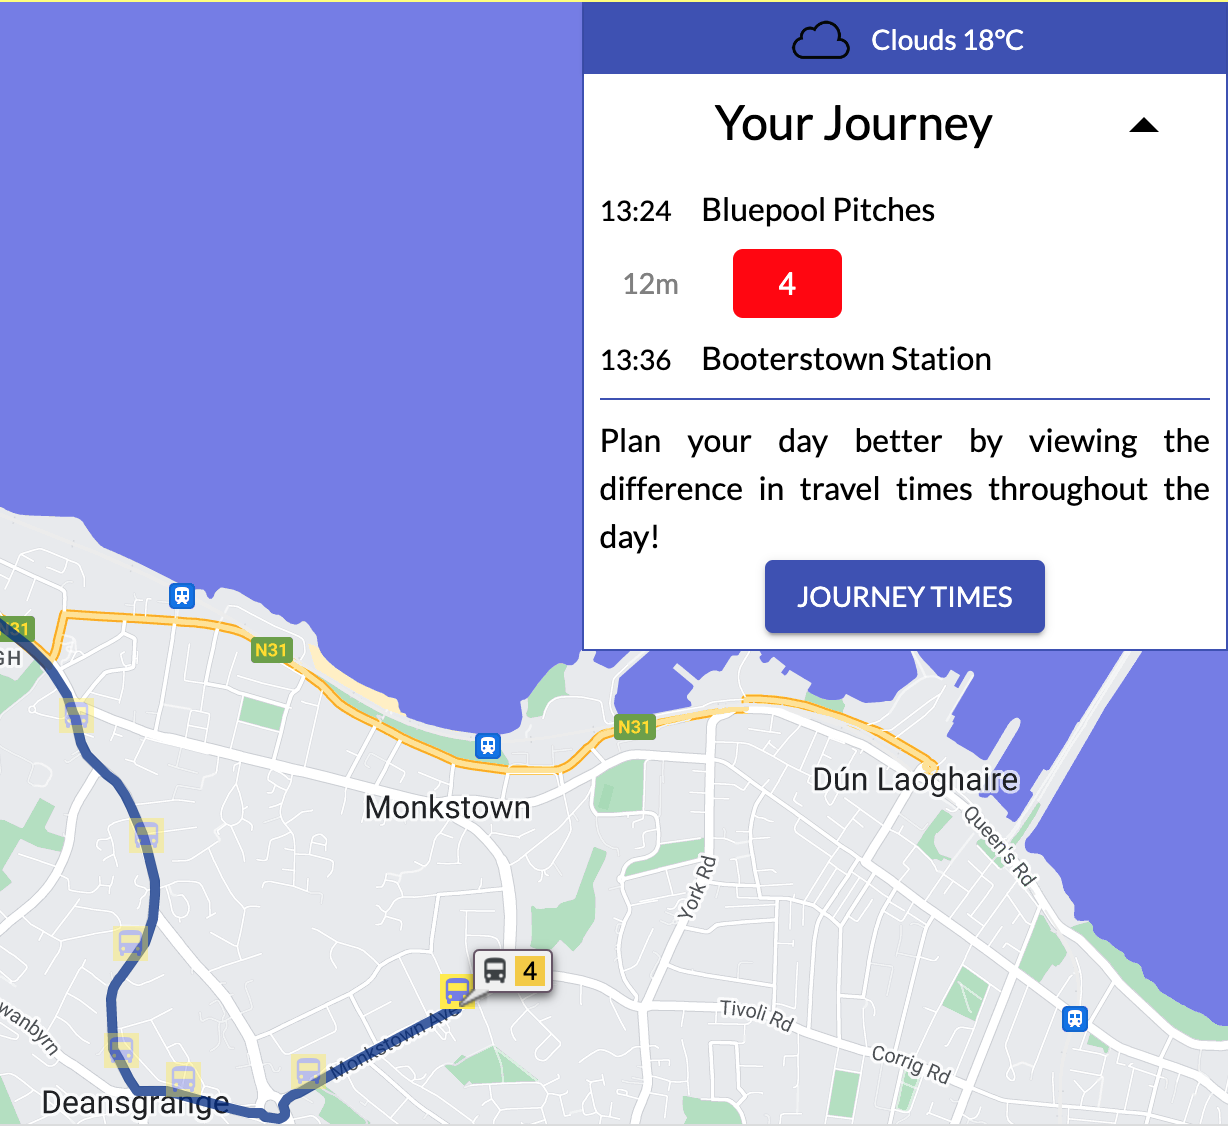 Clouds 18°C
Your Journey
13:24 Bluepool Pitches
12m 4
13:36 Booterstown Station
Plan your day better by viewing the
difference in travel times throughout the
day!
JOURNEY TIMES
N31
GH
N31
N31
Monkstown
Dún Laoghaire
Queen's Rd
York Rd
4
Monkstown Ave
Tivoli Rd
Corrig Rd
wanbyrn
Deansgrange